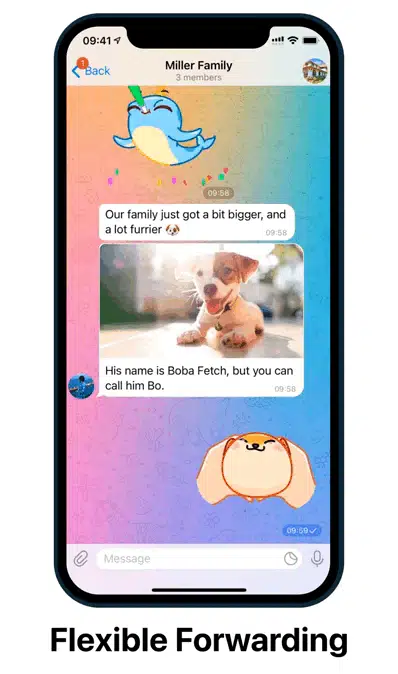 09:41
1
Back
Miller Family
3 members
09:58
Our family just got a bit bigger, and
a lot furrier 🐶
09:58
His name is Boba Fetch, but you can
call him Bo.
09:58
09:59
Message
Flexible Forwarding